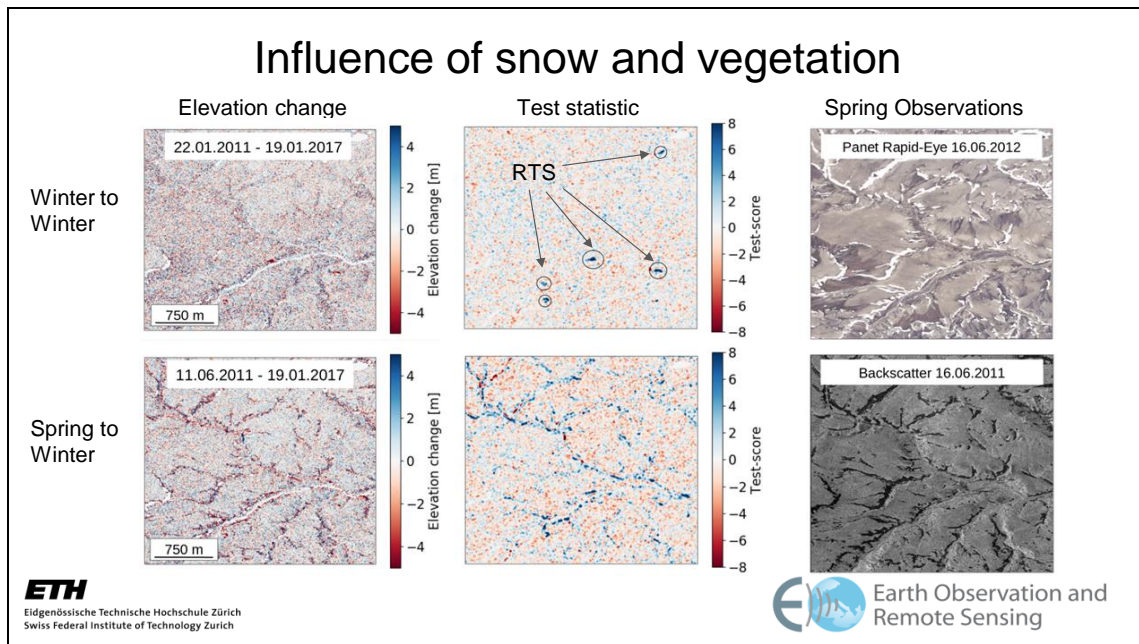 Influence of snow and vegetation
Elevation change
Test statistic
Spring Observations
Winter to
Winter
22.01.2011 - 19.01.2017
750 m
4
2
0
−2
−4
Elevation change [m]
RTS
8
6
4
2
0
−2
−4
−6
−8
Test-score
Panet Rapid-Eye 16.06.2012
Spring to
Winter
11.06.2011 - 19.01.2017
750 m
4
2
0
−2
−4
Elevation change [m]
8
6
4
2
0
−2
−4
−6
−8
Test-score
Backscatter 16.06.2011
ETH
Eidgenössische Technische Hochschule Zürich
Swiss Federal Institute of Technology Zurich
Earth Observation and
Remote Sensing